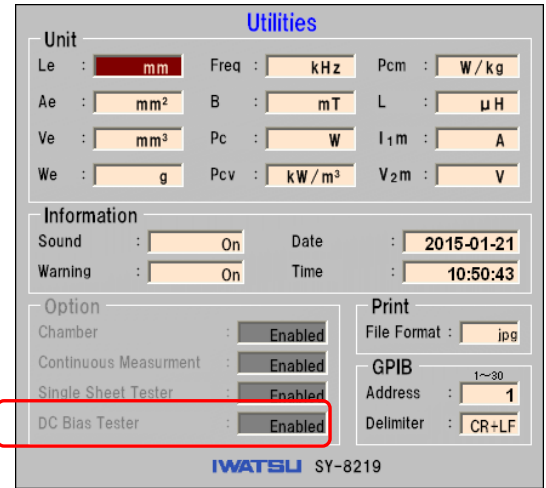 Utilities
Unit
Le : mm Freq : kHz Pcm : W/kg
Ae : mm² B : mT L : μH
Ve : mm³ Pc : W I₁m : A
We : g Pcv : kW/m³ V₂m : V
Information
Sound : On Date : 2015-01-21
Warning : On Time : 10:50:43
Option Print
Chamber : Enabled File Format : jpg
Continuous Measurment : Enabled GPIB
1~30
Single Sheet Tester : Enabled Address : 1
DC Bias Tester : Enabled Delimiter : CR+LF
IWATSU SY-8219